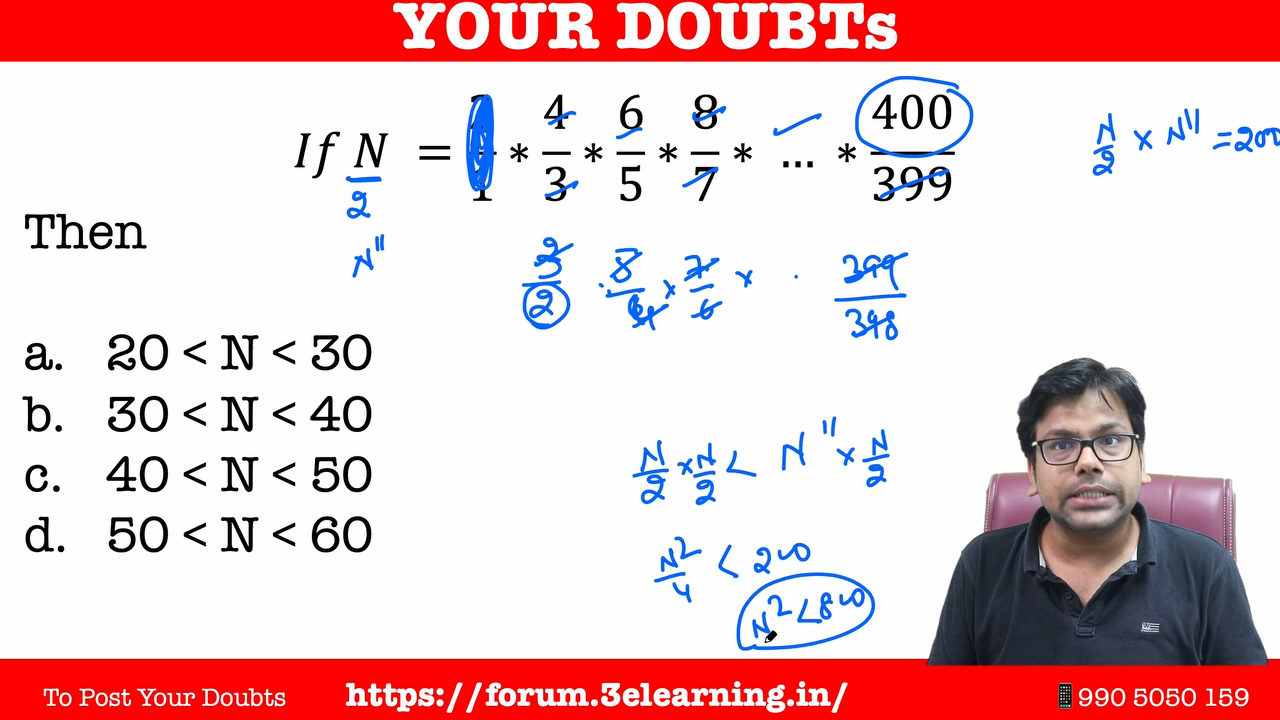 YOUR DOUBTs
If N = 2/1 * 4/3 * 6/5 * 8/7 * ... * 400/399
2
N"
N/2 × N" = 200
Then
3/2 · 5/4 × 7/6 × · 399/398
a. 20 < N < 30
b. 30 < N < 40
c. 40 < N < 50
d. 50 < N < 60
N/2 × N/2 < N" × N/2
N²/4 < 200
N² < 800
To Post Your Doubts https://forum.3elearning.in/ 990 5050 159